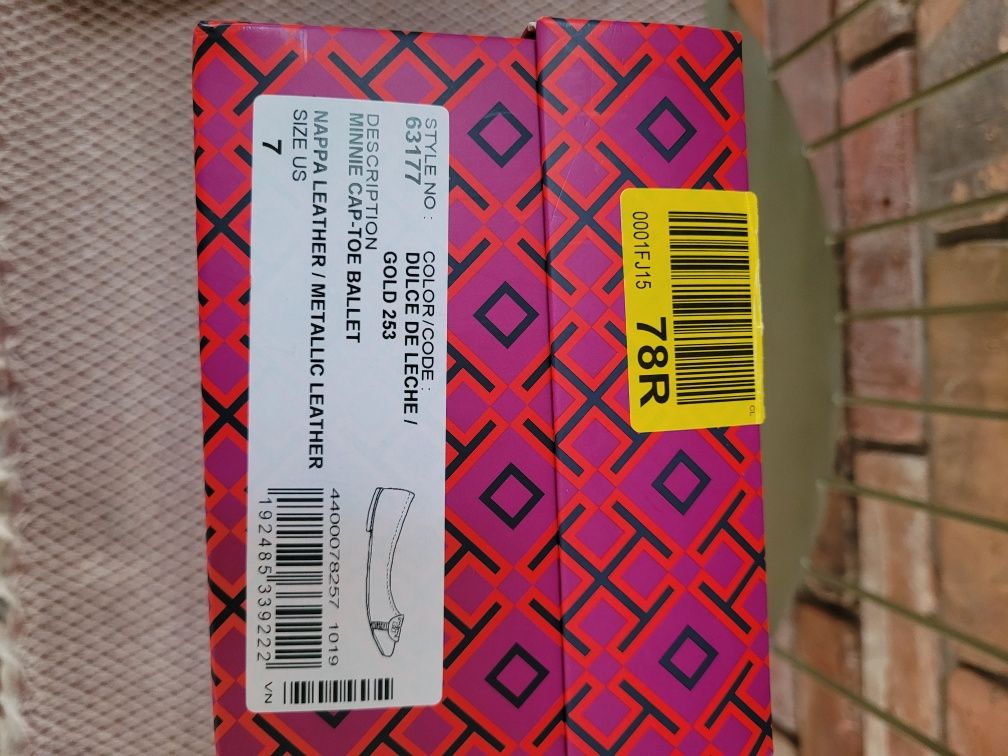 STYLE NO :
63177
COLOR/CODE :
DULCE DE LECHE /
GOLD 253
DESCRIPTION
MINNIE CAP-TOE BALLET
NAPPA LEATHER / METALLIC LEATHER
SIZE US
7
4400078257 1019
192485339222
VN
CL
78R
0001FJ15